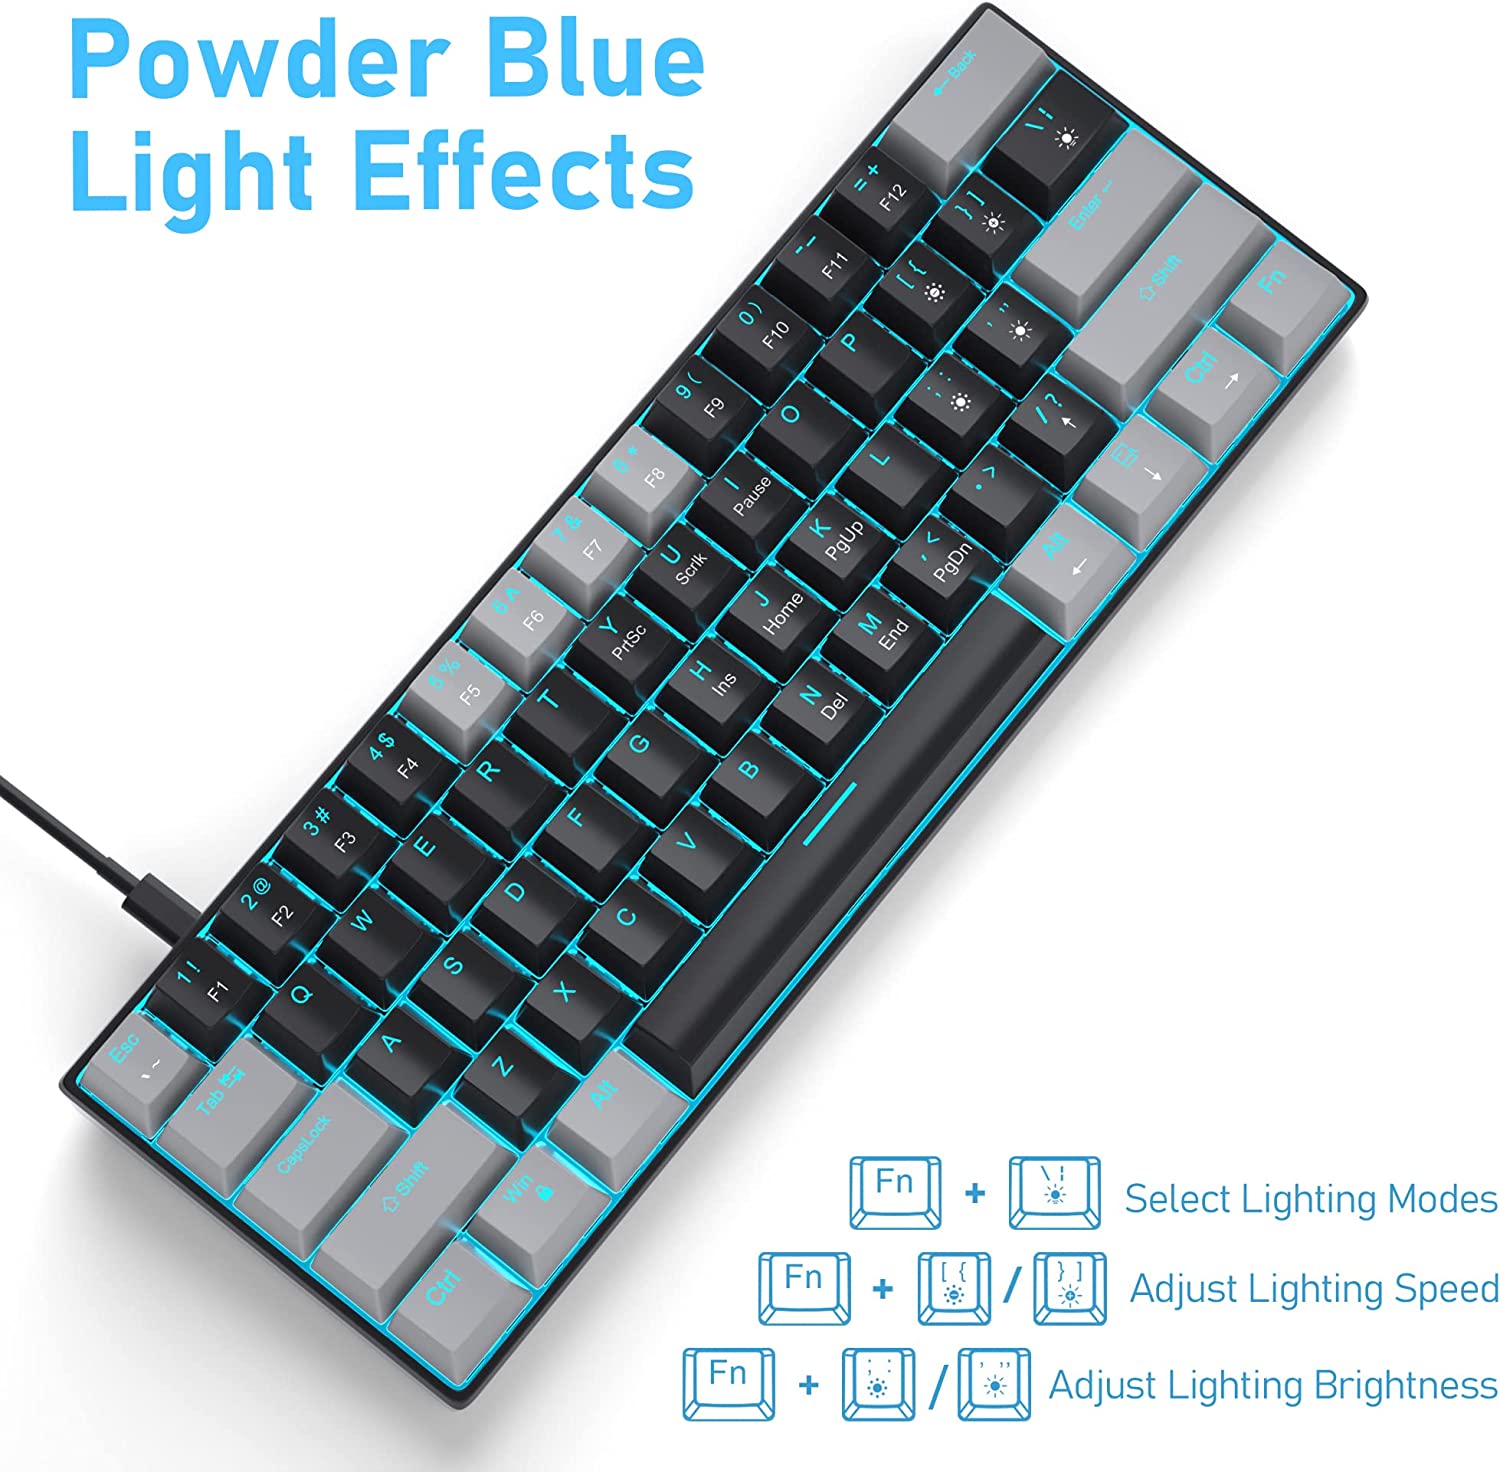 Powder Blue
Light Effects
← Back
= + F12
- - F11
0 ) F10
9 ( F9
8 * F8
7 & F7
6 ^ F6
5 % F5
4 $ F4
3 # F3
2 @ F2
1 ! F1
Esc ` ~
\ ¦
} ]
[ {
P
O
I Pause
U Scrlk
Y PrtSc
T
R
E
W
Q
Tab
Enter
' "
; :
L
K PgUp
J Home
H Ins
G
F
D
S
A
CapsLock
Shift
/ ? ←
. >
, < PgDn
M End
N Del
B
V
C
X
Z
Shift
Fn
Ctrl →
→
Alt ←
Alt
Win
Ctrl
Fn + \ ¦ Select Lighting Modes
Fn + [ { / } ] Adjust Lighting Speed
Fn + ; : / ' " Adjust Lighting Brightness